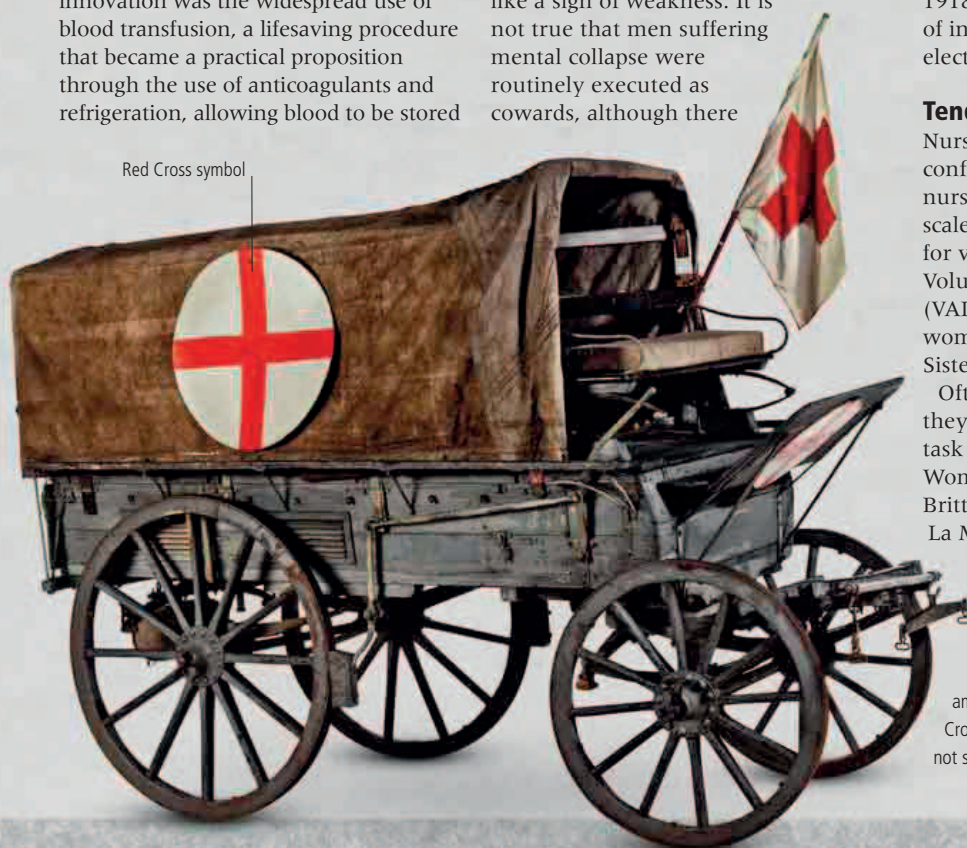 innovation was the widespread use of
blood transfusion, a lifesaving procedure
that became a practical proposition
through the use of anticoagulants and
refrigeration, allowing blood to be stored
like a sign of weakness. It is
not true that men suffering
mental collapse were
routinely executed as
cowards, although there
1918
of in
elect
Tend
Nurs
conf
nurs
scale
for v
Volu
(VAD
wom
Siste
Oft
they
task
Wom
Britt
La M
Red Cross symbol
an
Cro
not s